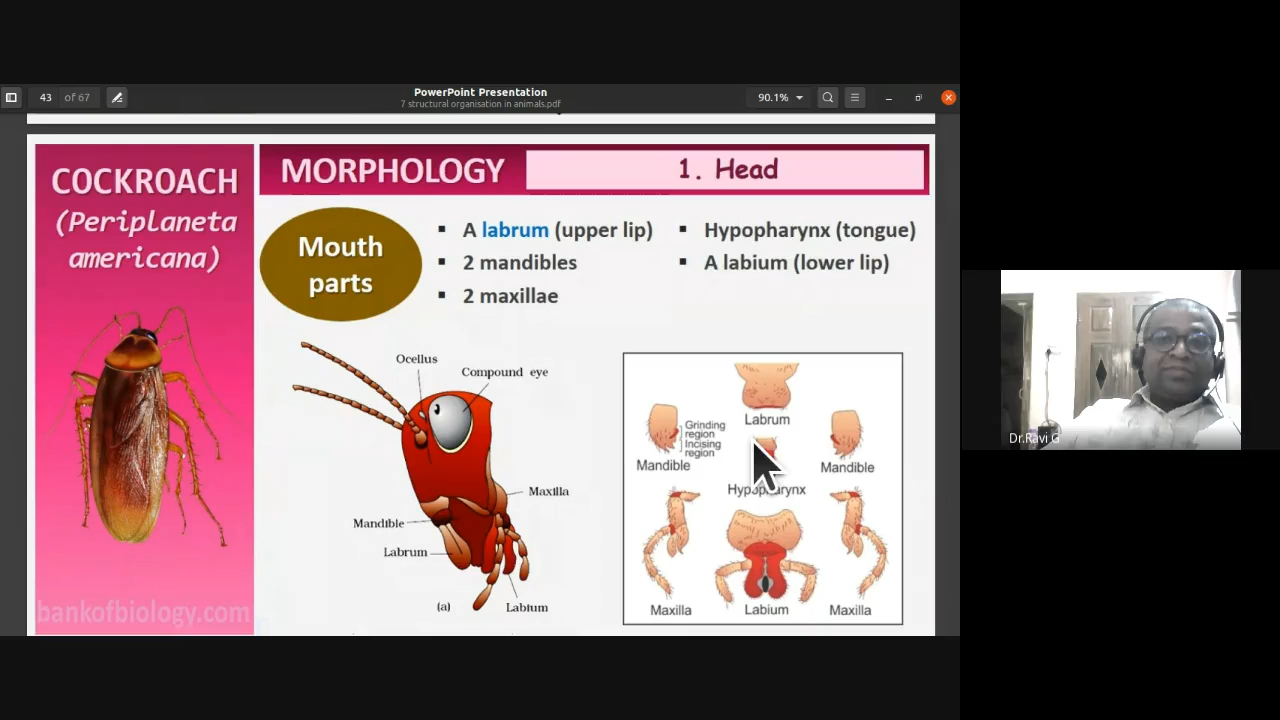 43 of 67
PowerPoint Presentation
7 structural organisation in animals.pdf
90.1%
COCKROACH
(Periplaneta
americana)
MORPHOLOGY
1. Head
Mouth
parts
▪ A labrum (upper lip)
▪ 2 mandibles
▪ 2 maxillae
▪ Hypopharynx (tongue)
▪ A labium (lower lip)
Ocellus
Compound eye
Maxilla
Mandible
Labrum
(a)
Labium
Labrum
Grinding
region
Incising
region
Mandible
Mandible
Hypopharynx
Maxilla
Labium
Maxilla
bankofbiology.com
Dr.Ravi G